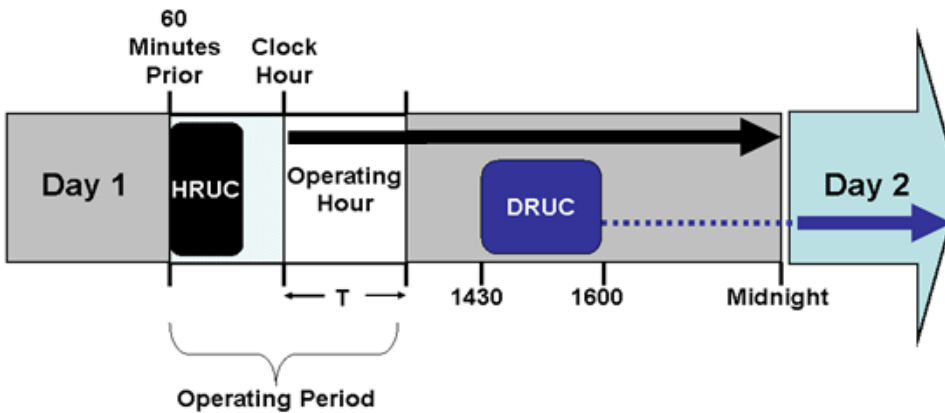 60
Minutes
Prior
Clock
Hour
Day 1
HRUC
Operating
Hour
DRUC
Day 2
T
1430
1600
Midnight
Operating Period